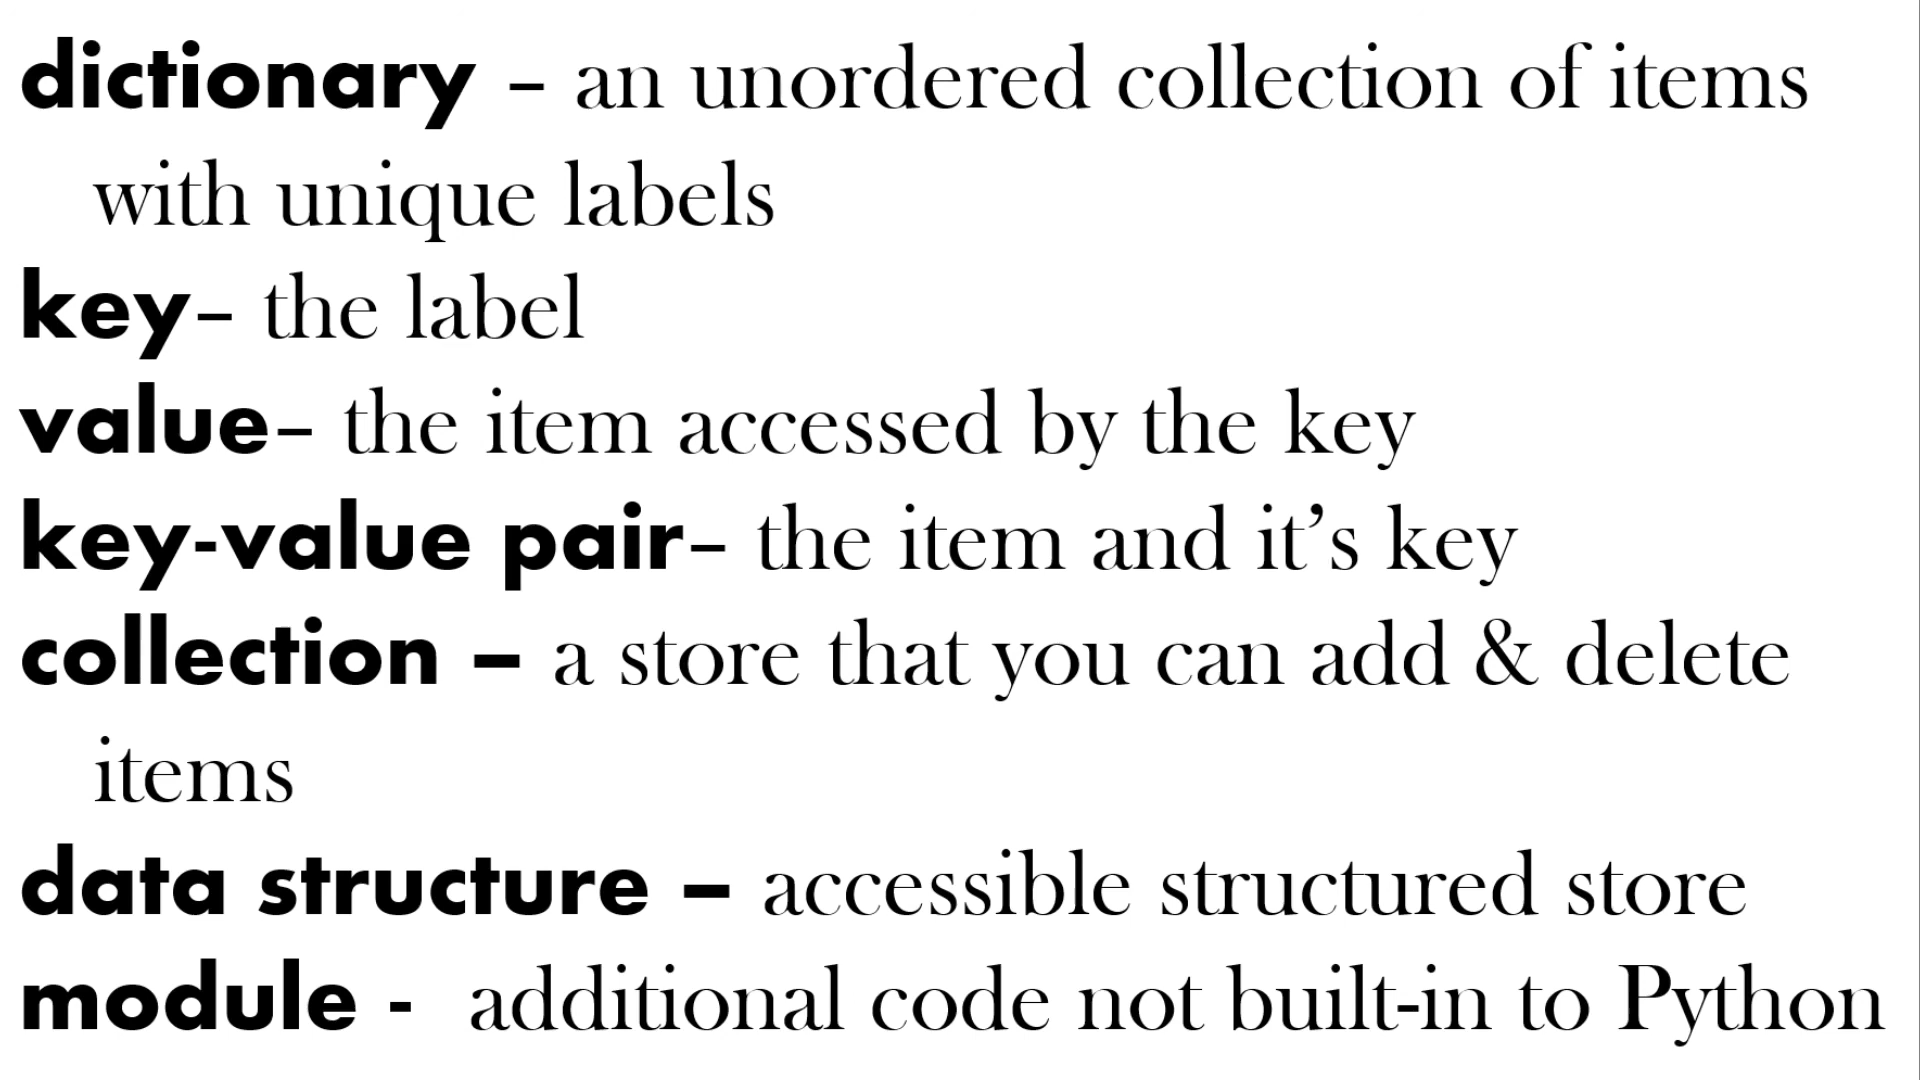 dictionary – an unordered collection of items
with unique labels
key– the label
value– the item accessed by the key
key-value pair– the item and it’s key
collection – a store that you can add & delete
items
data structure – accessible structured store
module - additional code not built-in to Python